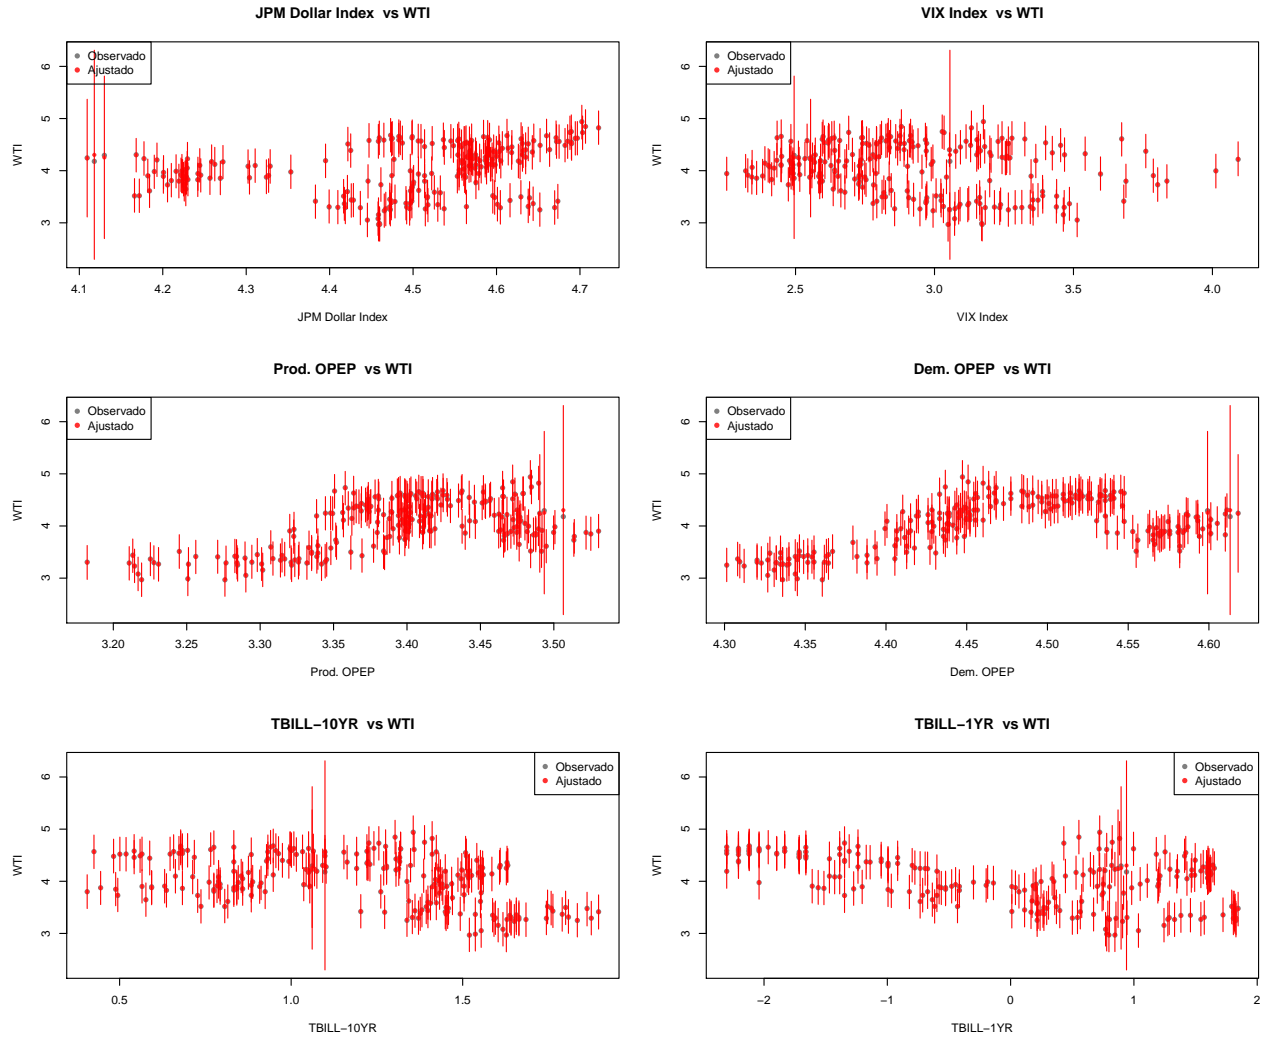 JPM Dollar Index vs WTI
Observado
Ajustado
WTI
6
5
4
3
4.1 4.2 4.3 4.4 4.5 4.6 4.7
JPM Dollar Index
VIX Index vs WTI
Observado
Ajustado
WTI
6
5
4
3
2.5 3.0 3.5 4.0
VIX Index
Prod. OPEP vs WTI
Observado
Ajustado
WTI
6
5
4
3
3.20 3.25 3.30 3.35 3.40 3.45 3.50
Prod. OPEP
Dem. OPEP vs WTI
Observado
Ajustado
WTI
6
5
4
3
4.30 4.35 4.40 4.45 4.50 4.55 4.60
Dem. OPEP
TBILL−10YR vs WTI
Observado
Ajustado
WTI
6
5
4
3
0.5 1.0 1.5
TBILL−10YR
TBILL−1YR vs WTI
Observado
Ajustado
WTI
6
5
4
3
−2 −1 0 1 2
TBILL−1YR